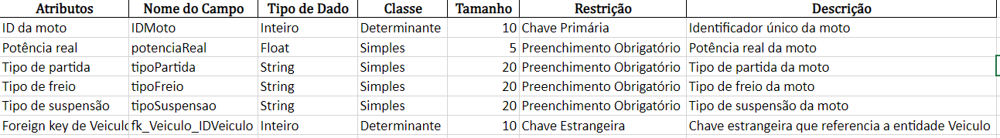 Atributos Nome do Campo Tipo de Dado Classe Tamanho Restrição Descrição
ID da moto IDMoto Inteiro Determinante 10 Chave Primária Identificador único da moto
Potência real potenciaReal Float Simples 5 Preenchimento Obrigatório Potência real da moto
Tipo de partida tipoPartida String Simples 20 Preenchimento Obrigatório Tipo de partida da moto
Tipo de freio tipoFreio String Simples 20 Preenchimento Obrigatório Tipo de freio da moto
Tipo de suspensão tipoSuspensao String Simples 20 Preenchimento Obrigatório Tipo de suspensão da moto
Foreign key de Veiculo fk_Veiculo_IDVeiculo Inteiro Determinante 10 Chave Estrangeira Chave estrangeira que referencia a entidade Veiculo